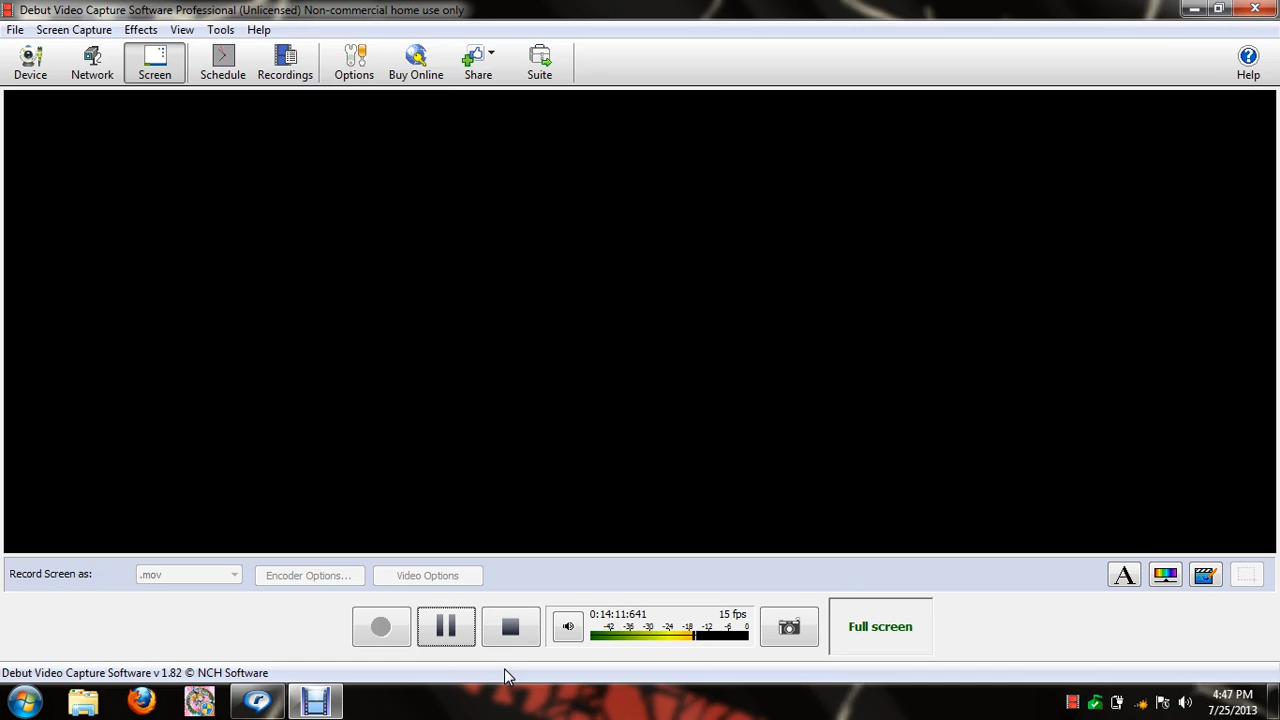 Debut Video Capture Software Professional (Unlicensed) Non-commercial home use only
File Screen Capture Effects View Tools Help
Device Network Screen Schedule Recordings Options Buy Online Share Suite Help
Record Screen as: .mov Encoder Options... Video Options A
0:14:11:641 15 fps
-42 -36 -30 -24 -18 -12 -6 0
Full screen
Debut Video Capture Software v 1.82 © NCH Software
4:47 PM
7/25/2013